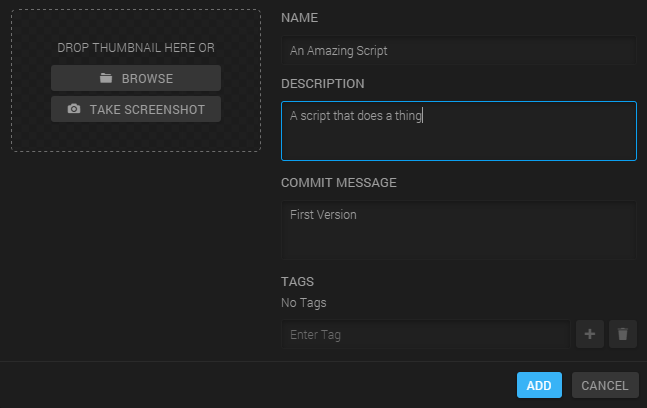 DROP THUMBNAIL HERE OR
BROWSE
TAKE SCREENSHOT
NAME
An Amazing Script
DESCRIPTION
A script that does a thing
COMMIT MESSAGE
First Version
TAGS
No Tags
Enter Tag
ADD
CANCEL